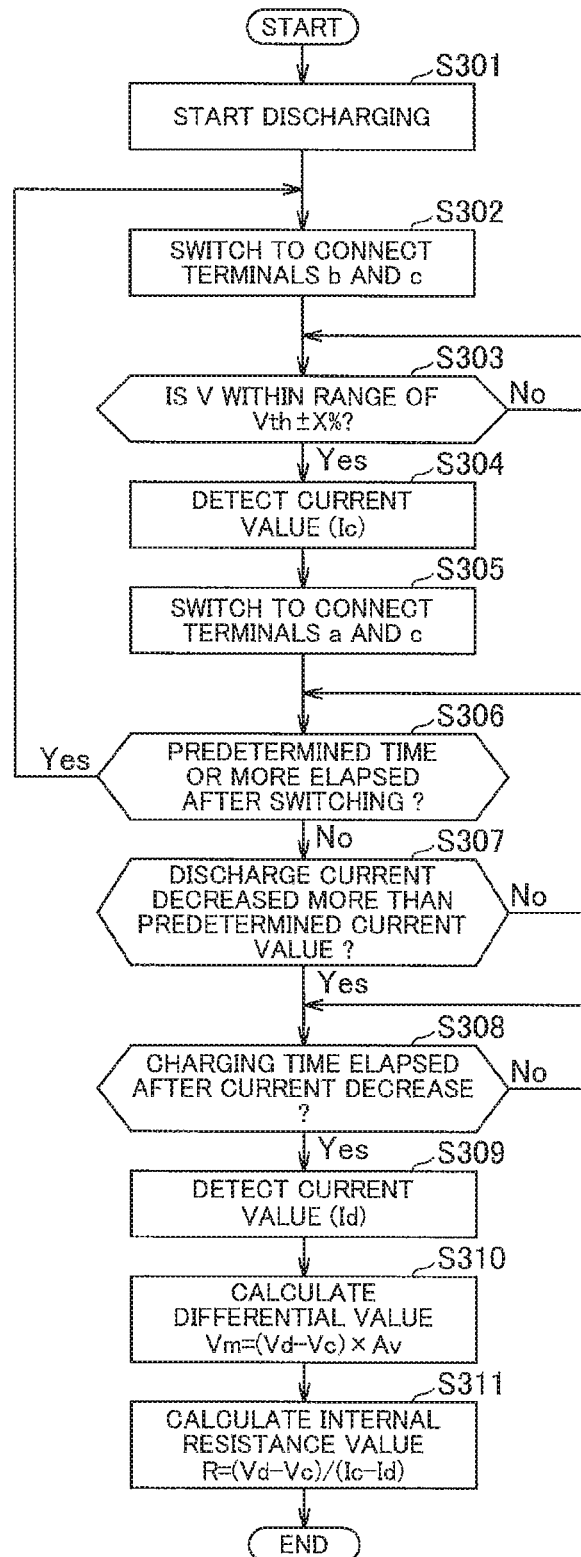 START
S301
START DISCHARGING
S302
SWITCH TO CONNECT
TERMINALS b AND c
S303
IS V WITHIN RANGE OF
Vth±X%?
No
Yes
S304
DETECT CURRENT
VALUE (Ic)
S305
SWITCH TO CONNECT
TERMINALS a AND c
S306
Yes
PREDETERMINED TIME
OR MORE ELAPSED
AFTER SWITCHING ?
No
S307
DISCHARGE CURRENT
DECREASED MORE THAN
PREDETERMINED CURRENT
VALUE ?
No
Yes
S308
CHARGING TIME ELAPSED
AFTER CURRENT DECREASE
?
No
Yes
S309
DETECT CURRENT
VALUE (Id)
S310
CALCULATE
DIFFERENTIAL VALUE
Vm=(Vd-Vc) × Av
S311
CALCULATE INTERNAL
RESISTANCE VALUE
R=(Vd-Vc)/(Ic-Id)
END